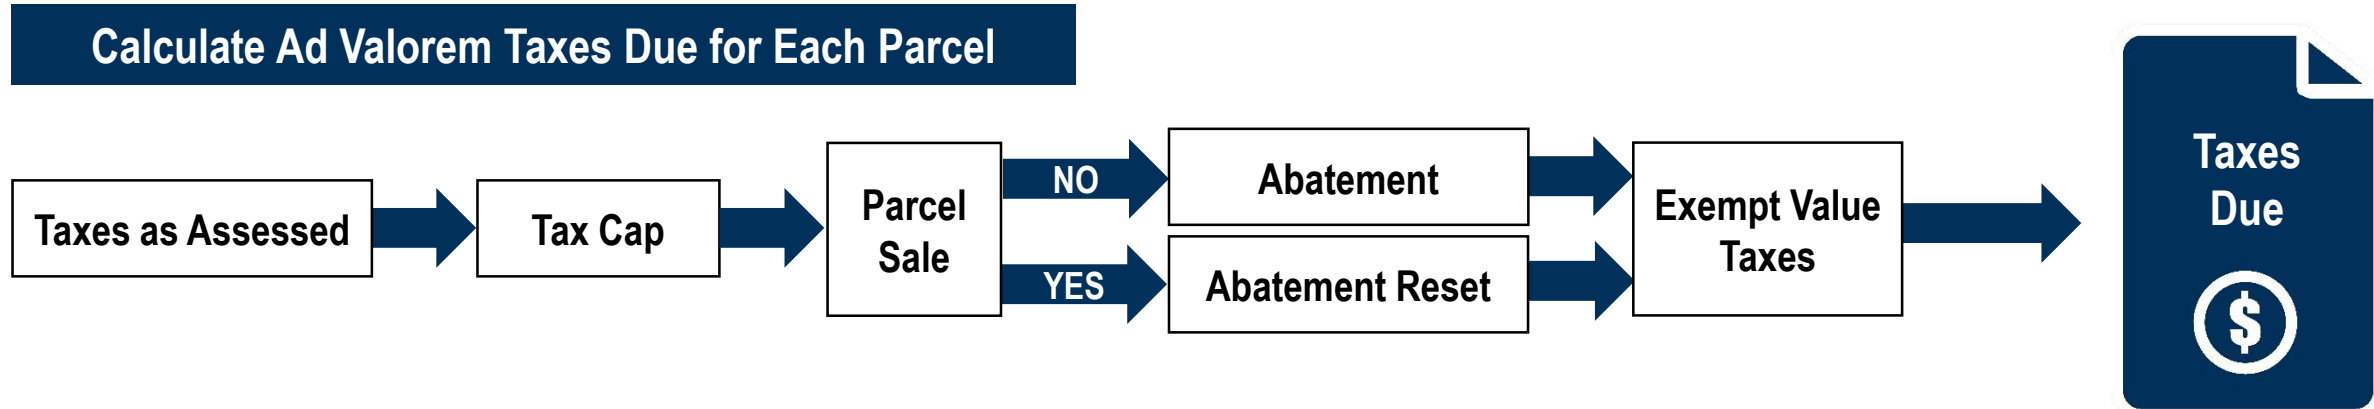 Calculate Ad Valorem Taxes Due for Each Parcel
Taxes as Assessed
Tax Cap
Parcel
Sale
NO
Abatement
YES
Abatement Reset
Exempt Value
Taxes
Taxes
Due
$